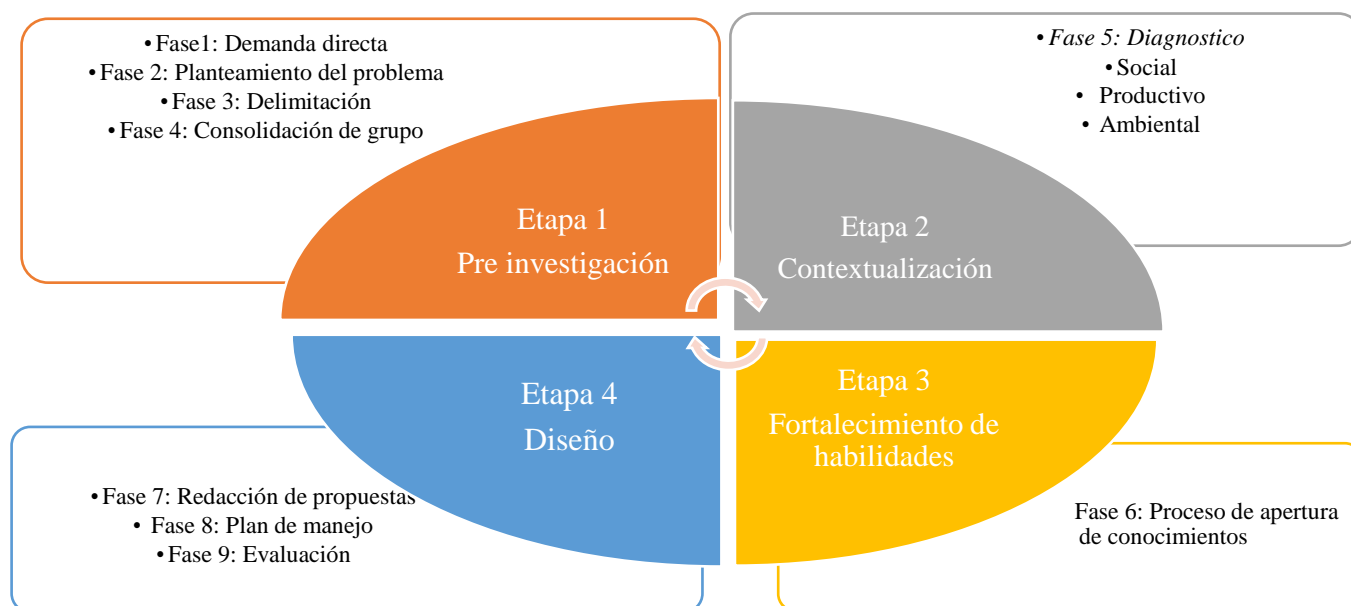 •Fase1: Demanda directa
•Fase 2: Planteamiento del problema
•Fase 3: Delimitación
•Fase 4: Consolidación de grupo
•Fase 5: Diagnostico
•Social
• Productivo
• Ambiental
Etapa 1
Pre investigación
Etapa 2
Contextualización
Etapa 4
Diseño
Etapa 3
Fortalecimiento de
habilidades
•Fase 7: Redacción de propuestas
• Fase 8: Plan de manejo
•Fase 9: Evaluación
Fase 6: Proceso de apertura
de conocimientos